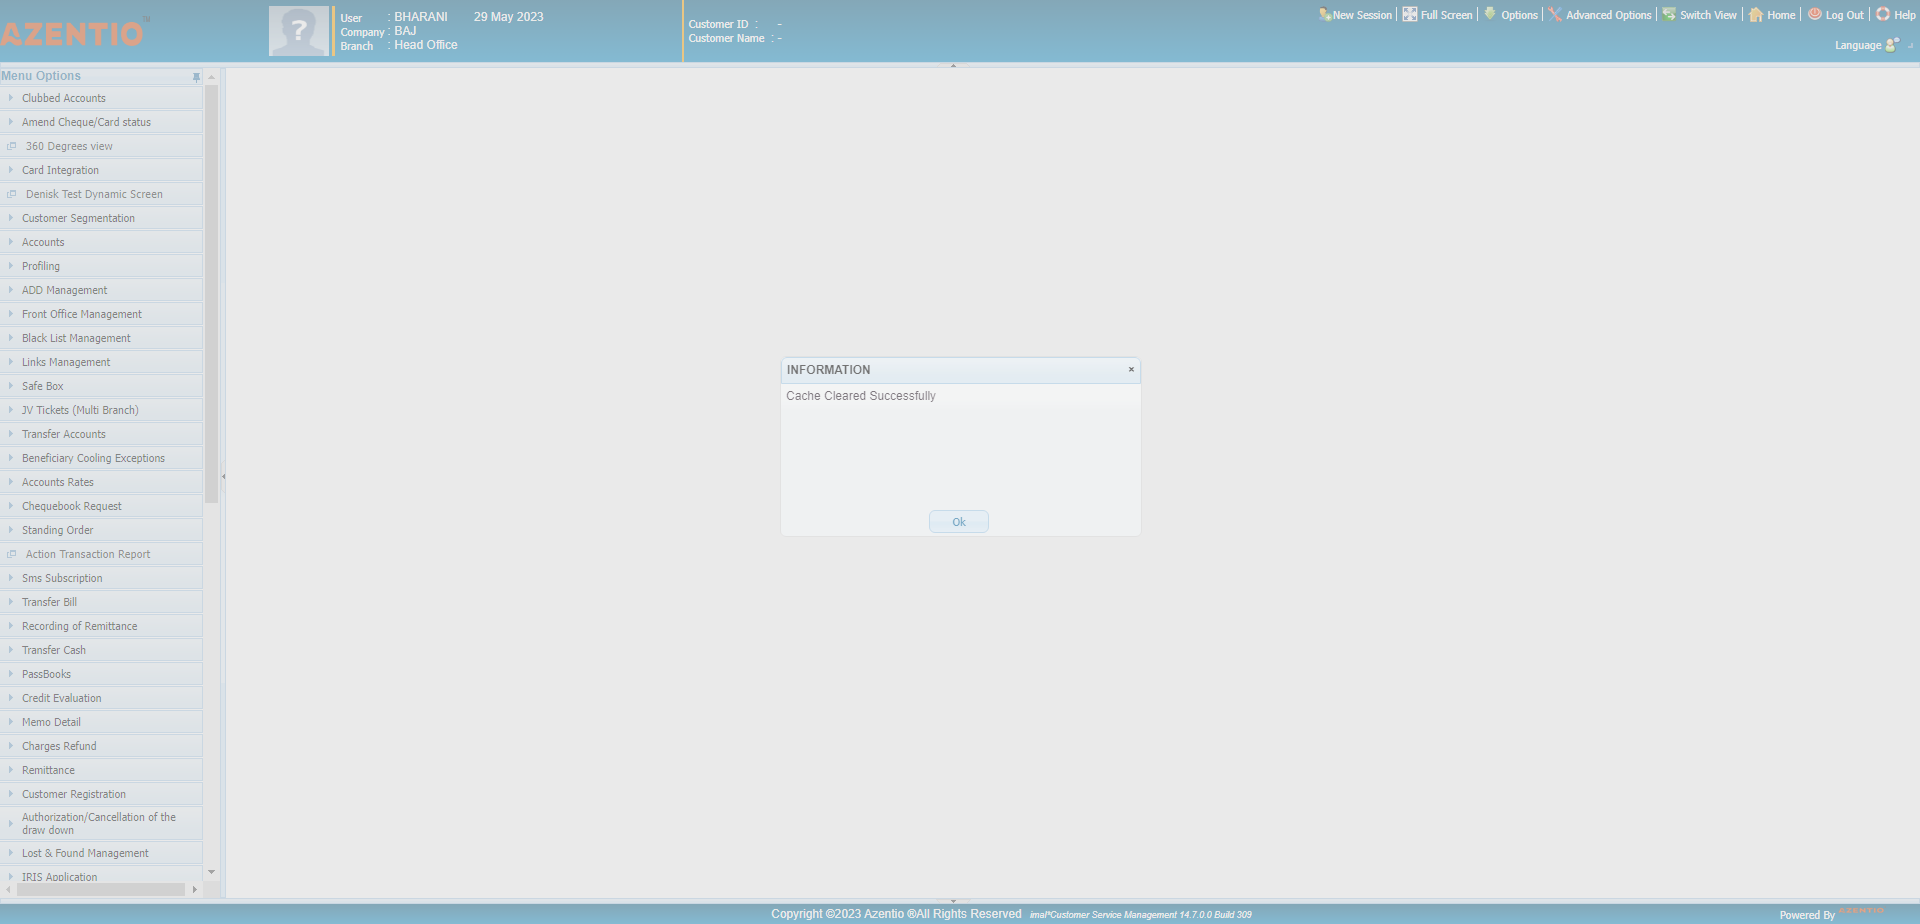 AZENTIO™
User : BHARANI 29 May 2023
Company : BAJ
Branch : Head Office
Customer ID : -
Customer Name : -
New Session Full Screen Options Advanced Options Switch View Home Log Out Help
Language
Menu Options
Clubbed Accounts
Amend Cheque/Card status
360 Degrees view
Card Integration
Denisk Test Dynamic Screen
Customer Segmentation
Accounts
Profiling
ADD Management
Front Office Management
Black List Management
Links Management
Safe Box
JV Tickets (Multi Branch)
Transfer Accounts
Beneficiary Cooling Exceptions
Accounts Rates
Chequebook Request
Standing Order
Action Transaction Report
Sms Subscription
Transfer Bill
Recording of Remittance
Transfer Cash
PassBooks
Credit Evaluation
Memo Detail
Charges Refund
Remittance
Customer Registration
Authorization/Cancellation of the
draw down
Lost & Found Management
IRIS Application
INFORMATION ×
Cache Cleared Successfully
Ok
Copyright ©2023 Azentio ®All Rights Reserved imal*Customer Service Management 14.7.0.0 Build 309
Powered By AZENTIO